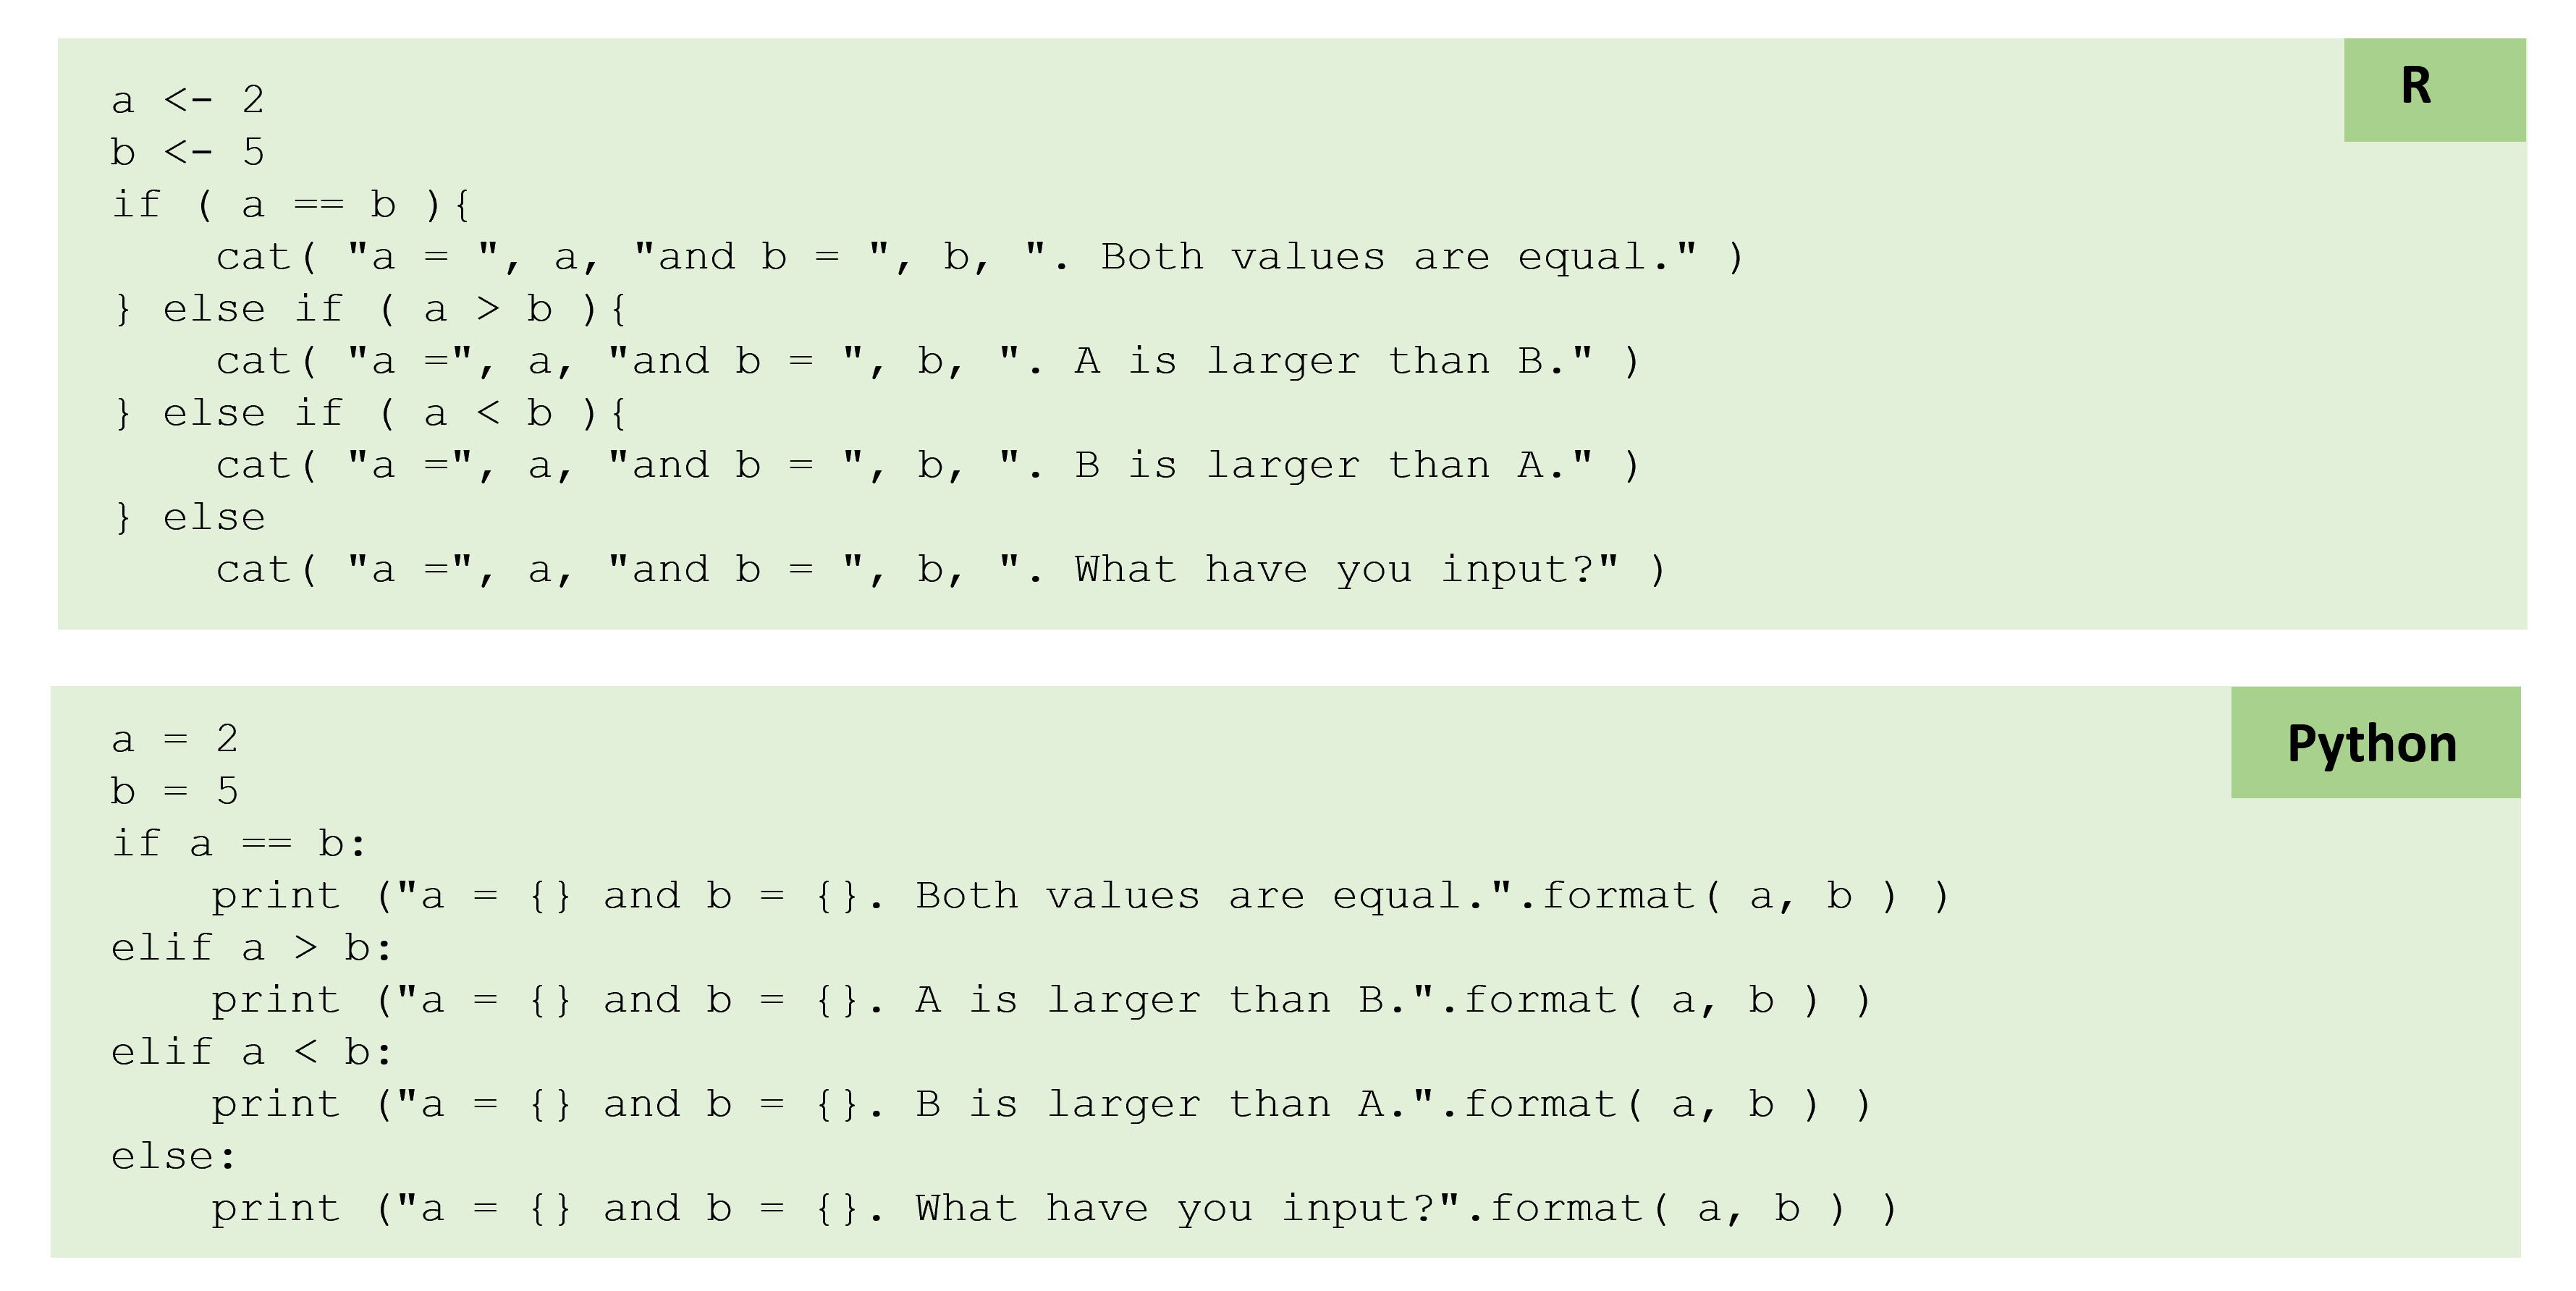 R
a <- 2
b <- 5
if ( a == b ){
    cat( "a = ", a, "and b = ", b, ". Both values are equal." )
} else if ( a > b ){
    cat( "a =", a, "and b = ", b, ". A is larger than B." )
} else if ( a < b ){
    cat( "a =", a, "and b = ", b, ". B is larger than A." )
} else
    cat( "a =", a, "and b = ", b, ". What have you input?" )
Python
a = 2
b = 5
if a == b:
    print ("a = {} and b = {}. Both values are equal.".format( a, b ) )
elif a > b:
    print ("a = {} and b = {}. A is larger than B.".format( a, b ) )
elif a < b:
    print ("a = {} and b = {}. B is larger than A.".format( a, b ) )
else:
    print ("a = {} and b = {}. What have you input?".format( a, b ) )